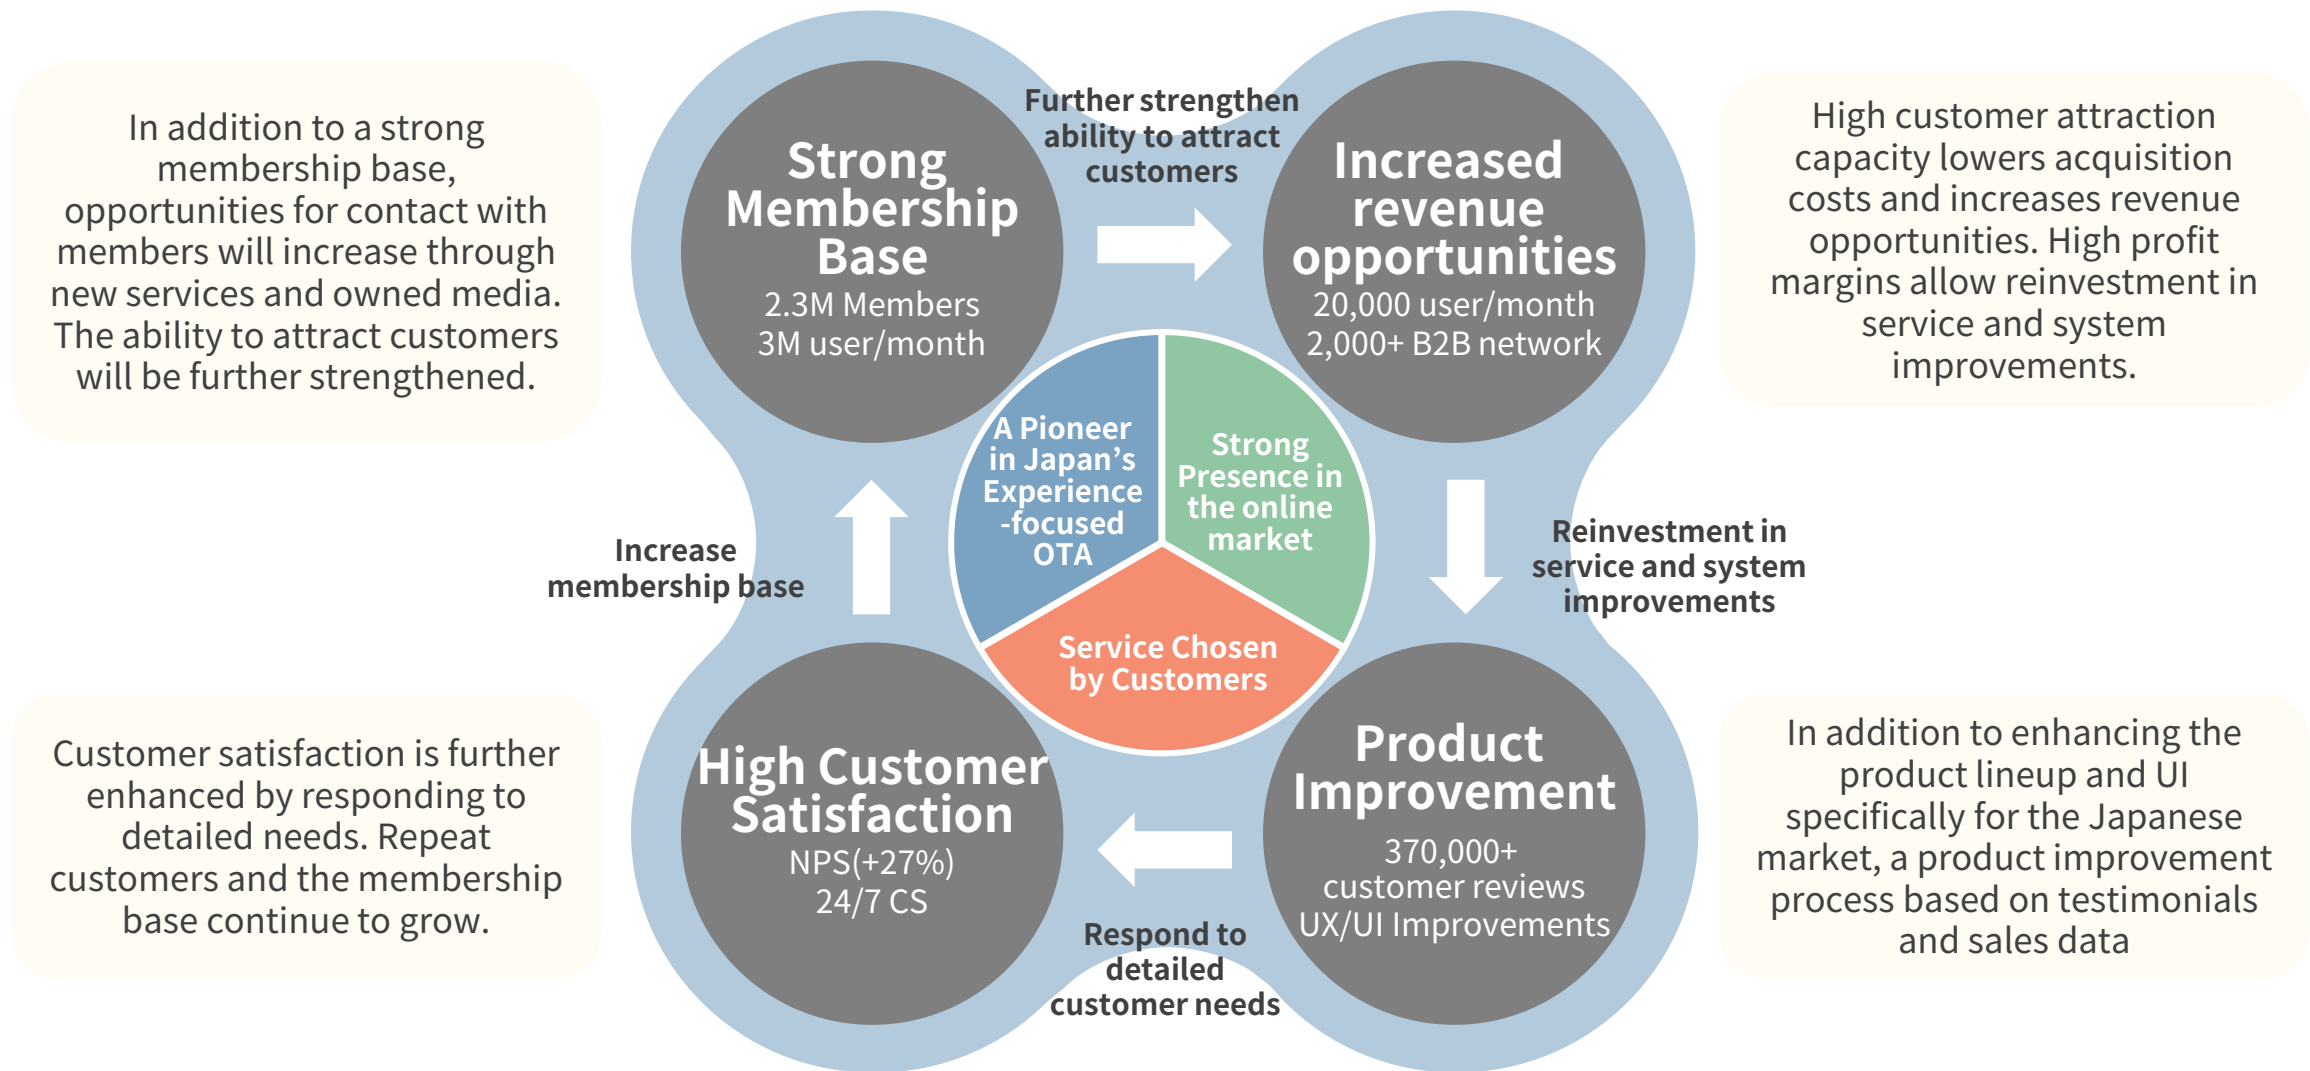 In addition to a strong
membership base,
opportunities for contact with
members will increase through
new services and owned media.
The ability to attract customers
will be further strengthened.
Strong
Membership
Base
2.3M Members
3M user/month
Further strengthen
ability to attract
customers
Increased
revenue
opportunities
20,000 user/month
2,000+ B2B network
High customer attraction
capacity lowers acquisition
costs and increases revenue
opportunities. High profit
margins allow reinvestment in
service and system
improvements.
A Pioneer
in Japan’s
Experience
-focused
OTA
Strong
Presence in
the online
market
Service Chosen
by Customers
Increase
membership base
Reinvestment in
service and system
improvements
Customer satisfaction is further
enhanced by responding to
detailed needs. Repeat
customers and the membership
base continue to grow.
High Customer
Satisfaction
NPS(+27%)
24/7 CS
Respond to
detailed
customer needs
Product
Improvement
370,000+
customer reviews
UX/UI Improvements
In addition to enhancing the
product lineup and UI
specifically for the Japanese
market, a product improvement
process based on testimonials
and sales data